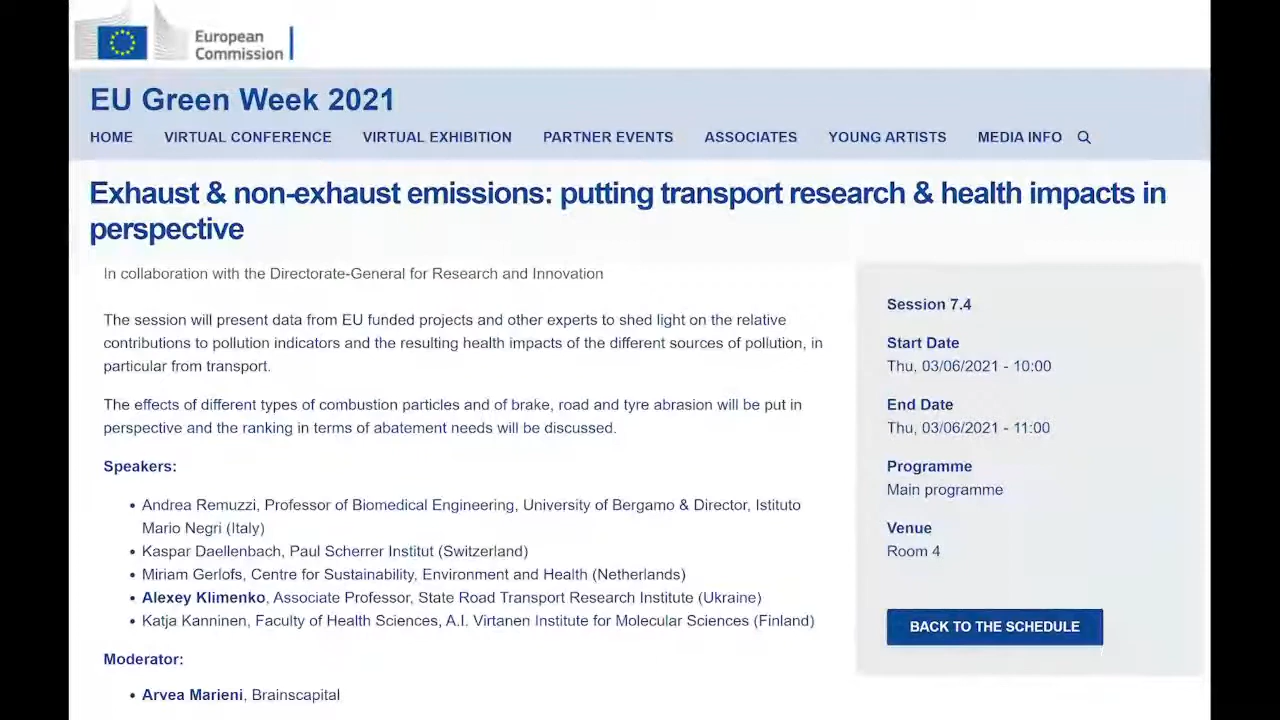 European
Commission
EU Green Week 2021
HOME VIRTUAL CONFERENCE VIRTUAL EXHIBITION PARTNER EVENTS ASSOCIATES YOUNG ARTISTS MEDIA INFO
Exhaust & non-exhaust emissions: putting transport research & health impacts in
perspective
In collaboration with the Directorate-General for Research and Innovation
The session will present data from EU funded projects and other experts to shed light on the relative
contributions to pollution indicators and the resulting health impacts of the different sources of pollution, in
particular from transport.
The effects of different types of combustion particles and of brake, road and tyre abrasion will be put in
perspective and the ranking in terms of abatement needs will be discussed.
Speakers:
• Andrea Remuzzi, Professor of Biomedical Engineering, University of Bergamo & Director, Istituto
Mario Negri (Italy)
• Kaspar Daellenbach, Paul Scherrer Institut (Switzerland)
• Miriam Gerlofs, Centre for Sustainability, Environment and Health (Netherlands)
• Alexey Klimenko, Associate Professor, State Road Transport Research Institute (Ukraine)
• Katja Kanninen, Faculty of Health Sciences, A.I. Virtanen Institute for Molecular Sciences (Finland)
Moderator:
• Arvea Marieni, Brainscapital
Session 7.4
Start Date
Thu, 03/06/2021 - 10:00
End Date
Thu, 03/06/2021 - 11:00
Programme
Main programme
Venue
Room 4
BACK TO THE SCHEDULE